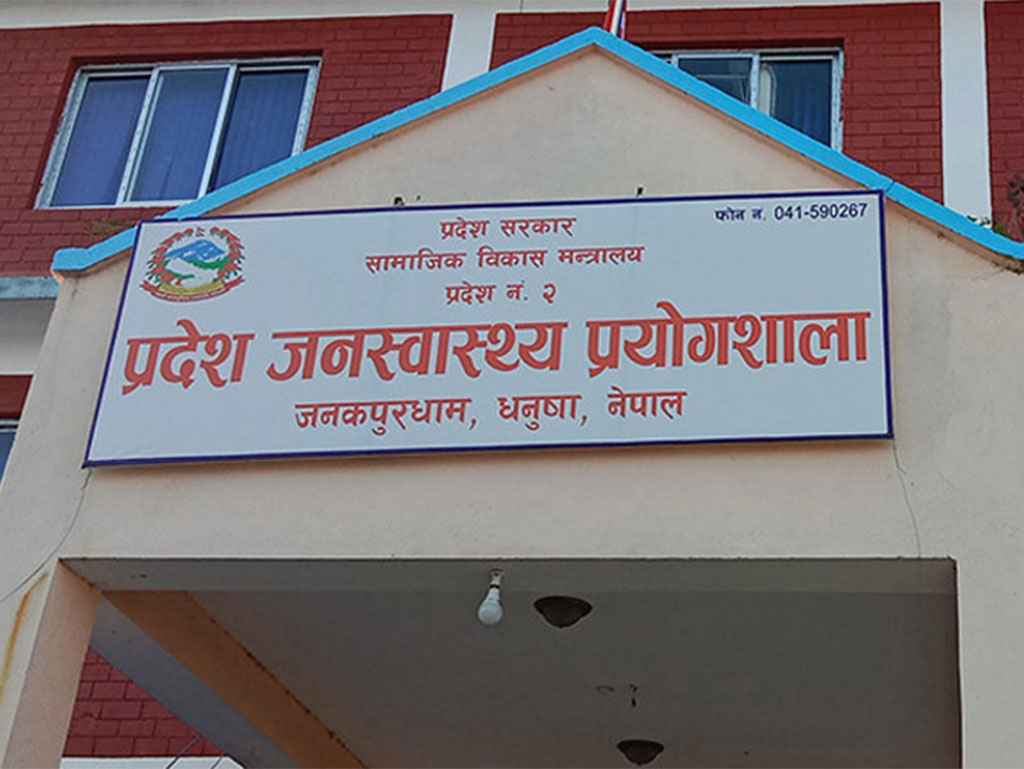 फोन नं. 041-590267
प्रदेश सरकार
सामाजिक विकास मन्त्रालय
प्रदेश नं. २
प्रदेश जनस्वास्थ्य प्रयोगशाला
जनकपुरधाम, धनुषा, नेपाल